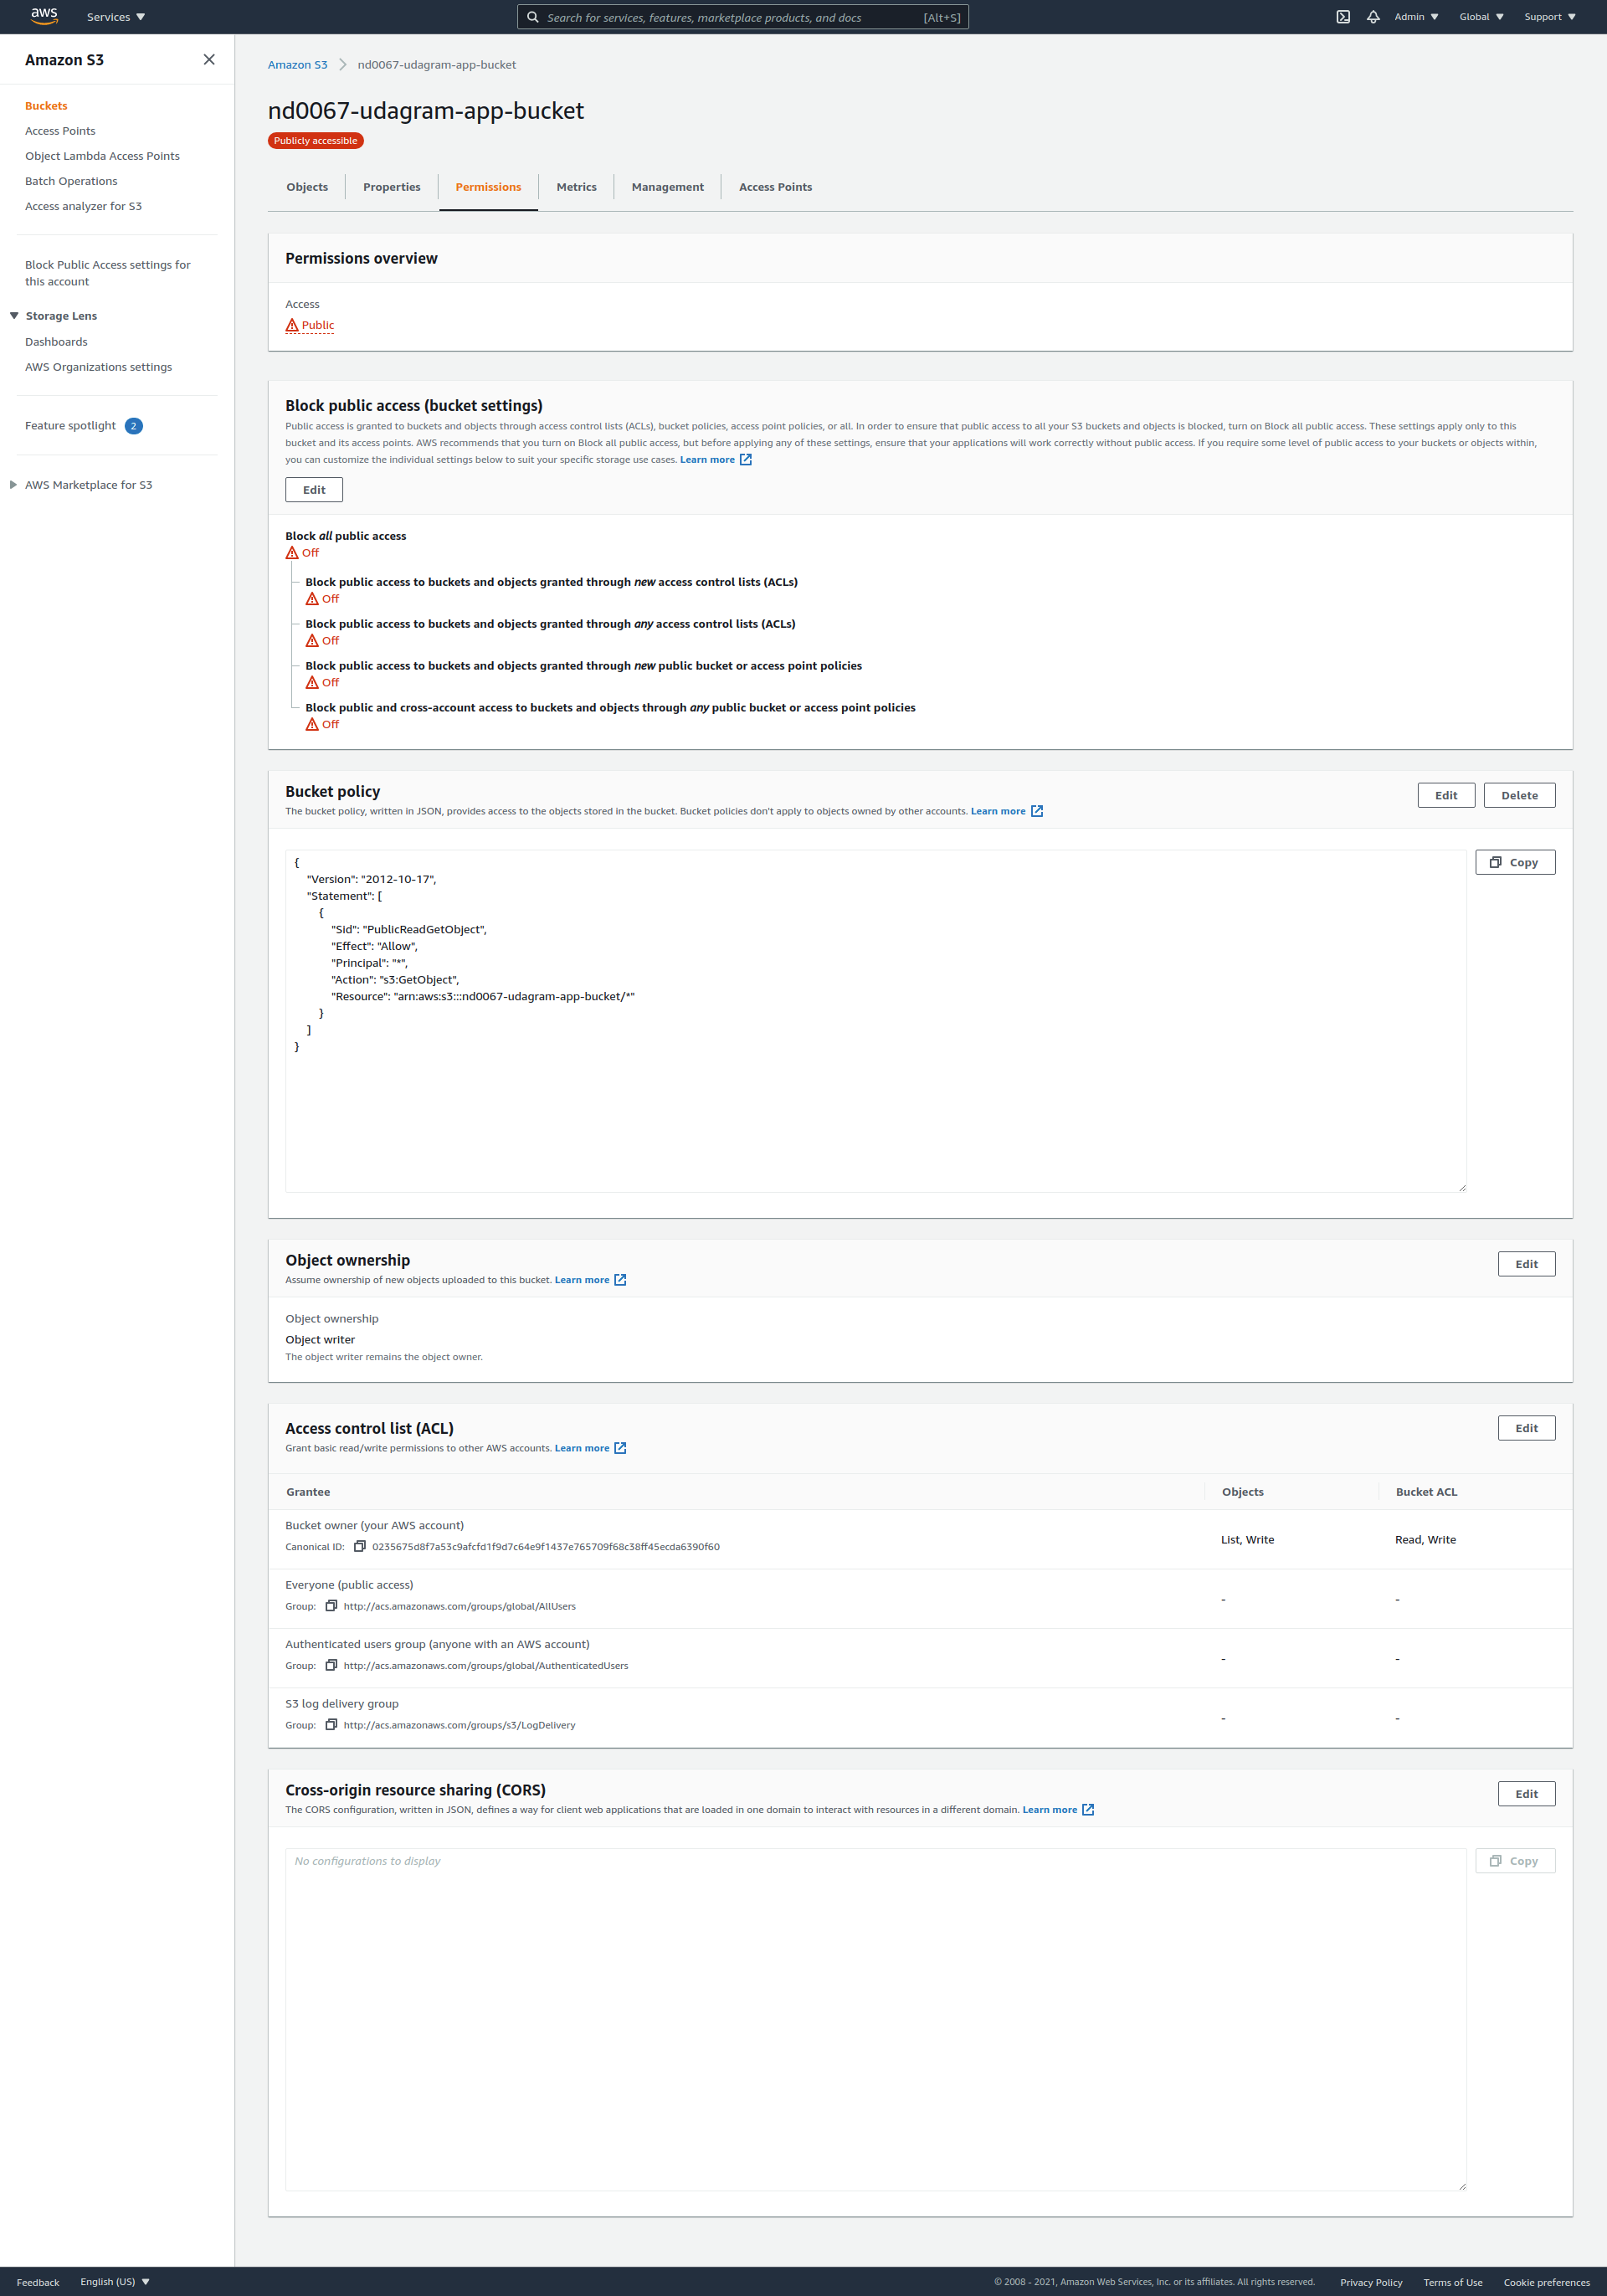 aws
Services
Search for services, features, marketplace products, and docs
[Alt+S]
Admin
Global
Support
Amazon S3
Buckets
Access Points
Object Lambda Access Points
Batch Operations
Access analyzer for S3
Block Public Access settings for
this account
Storage Lens
Dashboards
AWS Organizations settings
Feature spotlight 2
AWS Marketplace for S3
Amazon S3
nd0067-udagram-app-bucket
nd0067-udagram-app-bucket
Publicly accessible
Objects
Properties
Permissions
Metrics
Management
Access Points
Permissions overview
Access
Public
Block public access (bucket settings)
Public access is granted to buckets and objects through access control lists (ACLs), bucket policies, access point policies, or all. In order to ensure that public access to all your S3 buckets and objects is blocked, turn on Block all public access. These settings apply only to this
bucket and its access points. AWS recommends that you turn on Block all public access, but before applying any of these settings, ensure that your applications will work correctly without public access. If you require some level of public access to your buckets or objects within,
you can customize the individual settings below to suit your specific storage use cases. Learn more
Edit
Block all public access
Off
Block public access to buckets and objects granted through new access control lists (ACLs)
Off
Block public access to buckets and objects granted through any access control lists (ACLs)
Off
Block public access to buckets and objects granted through new public bucket or access point policies
Off
Block public and cross-account access to buckets and objects through any public bucket or access point policies
Off
Bucket policy
The bucket policy, written in JSON, provides access to the objects stored in the bucket. Bucket policies don't apply to objects owned by other accounts. Learn more
Edit
Delete
{
"Version": "2012-10-17",
"Statement": [
{
"Sid": "PublicReadGetObject",
"Effect": "Allow",
"Principal": "*",
"Action": "s3:GetObject",
"Resource": "arn:aws:s3:::nd0067-udagram-app-bucket/*"
}
]
}
Copy
Object ownership
Assume ownership of new objects uploaded to this bucket. Learn more
Edit
Object ownership
Object writer
The object writer remains the object owner.
Access control list (ACL)
Grant basic read/write permissions to other AWS accounts. Learn more
Edit
Grantee
Objects
Bucket ACL
Bucket owner (your AWS account)
Canonical ID: 0235675d8f7a53c9afcfd1f9d7c64e9f1437e765709f68c38ff45ecda6390f60
List, Write
Read, Write
Everyone (public access)
Group: http://acs.amazonaws.com/groups/global/AllUsers
-
-
Authenticated users group (anyone with an AWS account)
Group: http://acs.amazonaws.com/groups/global/AuthenticatedUsers
-
-
S3 log delivery group
Group: http://acs.amazonaws.com/groups/s3/LogDelivery
-
-
Cross-origin resource sharing (CORS)
The CORS configuration, written in JSON, defines a way for client web applications that are loaded in one domain to interact with resources in a different domain. Learn more
Edit
No configurations to display
Copy
Feedback
English (US)
© 2008 - 2021, Amazon Web Services, Inc. or its affiliates. All rights reserved.
Privacy Policy
Terms of Use
Cookie preferences